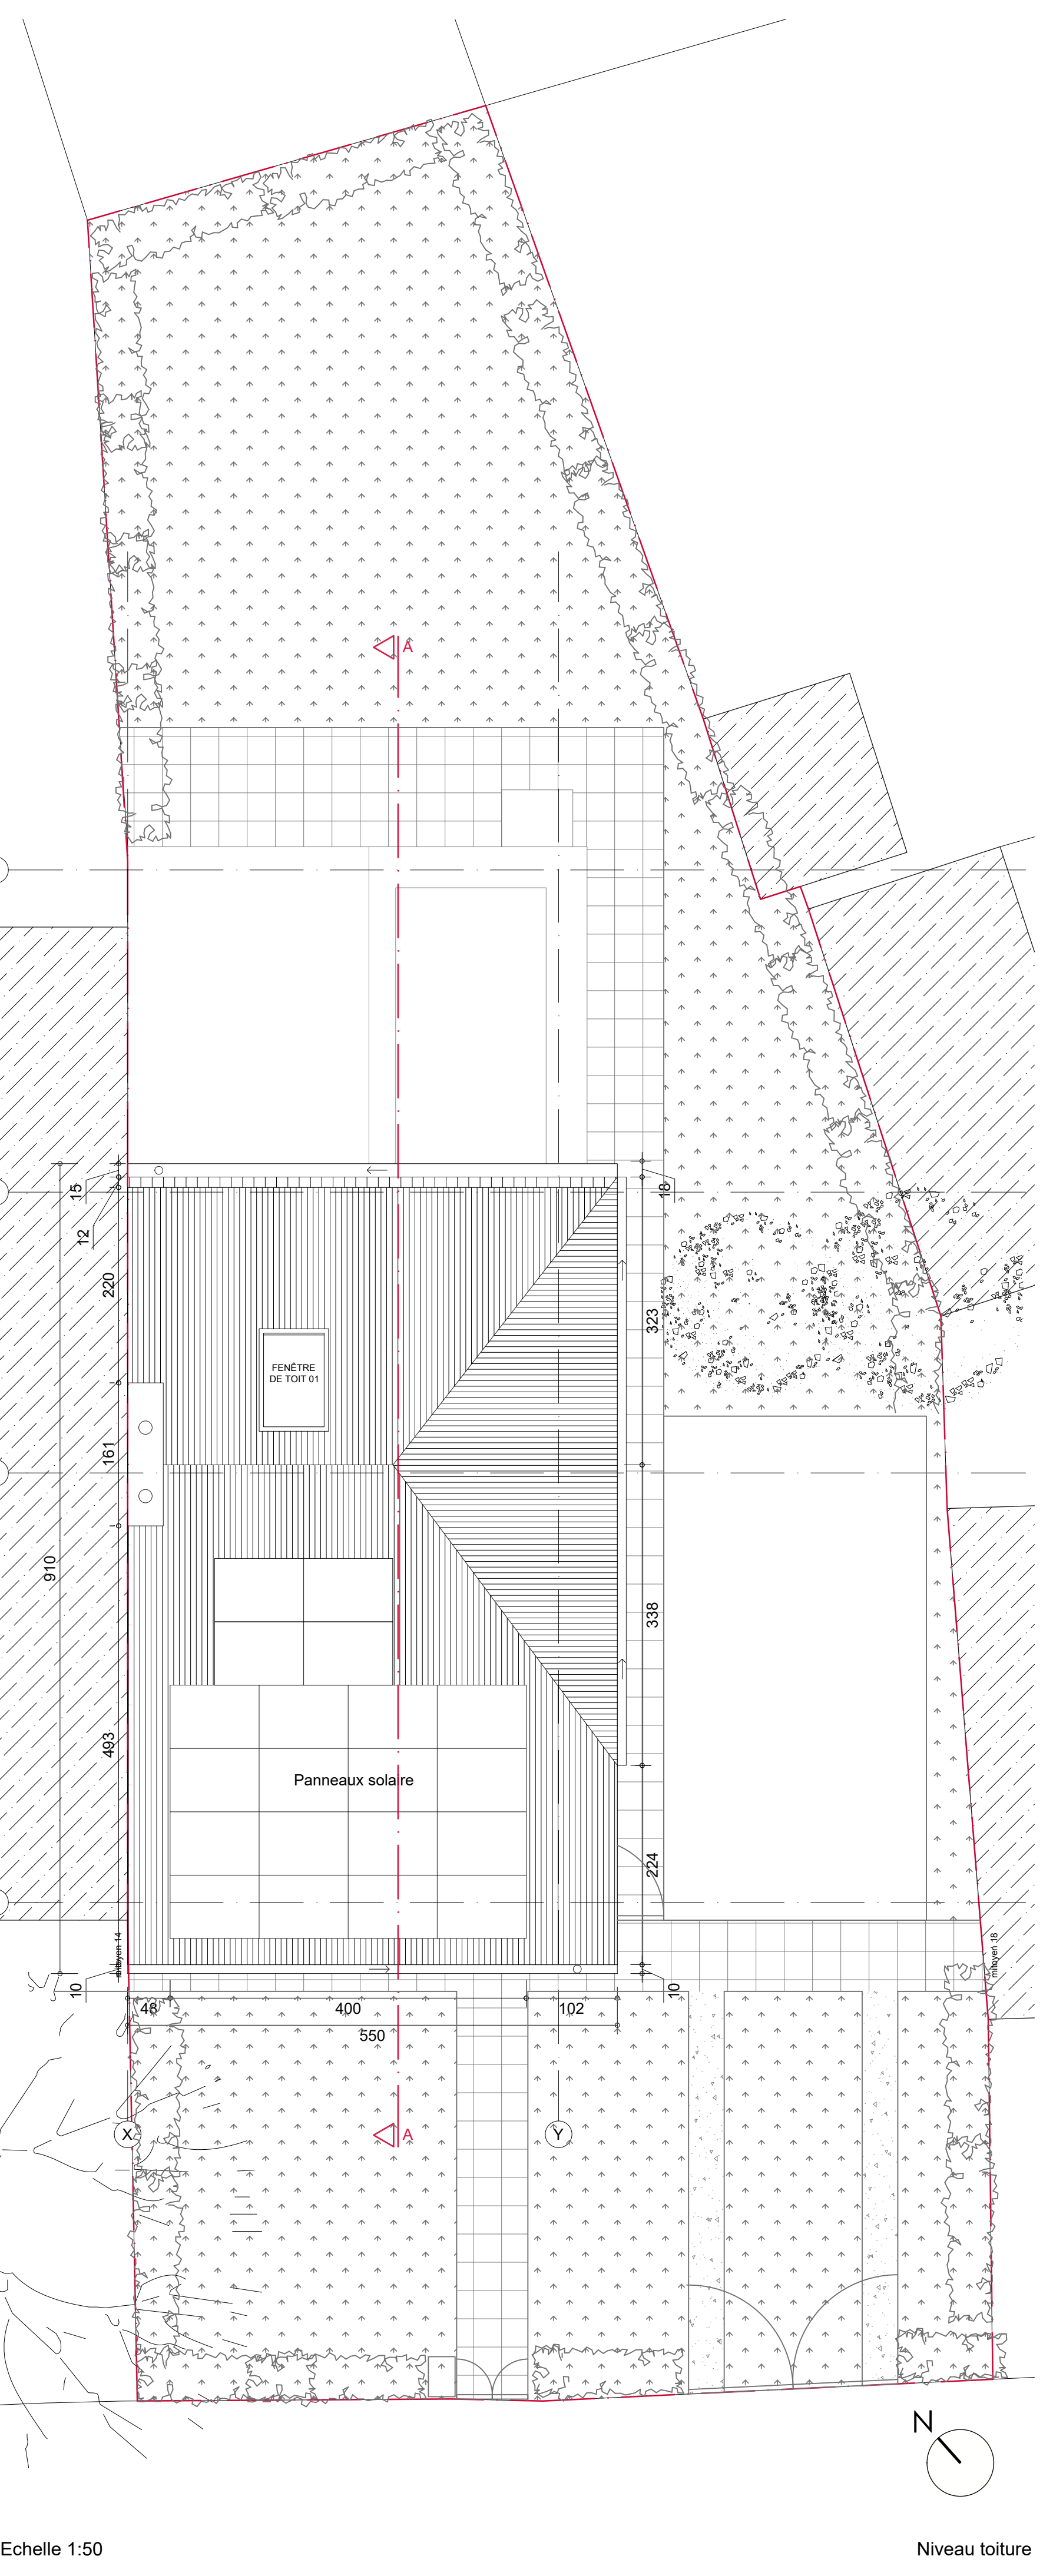 A
15
18
12
220
323
FENÊTRE
DE TOIT 01
161
910
338
493
Panneaux solaire
224
mitoyen 14
mitoyen 18
10
10
48
400
102
550
X
A
Y
N
Echelle 1:50
Niveau toiture